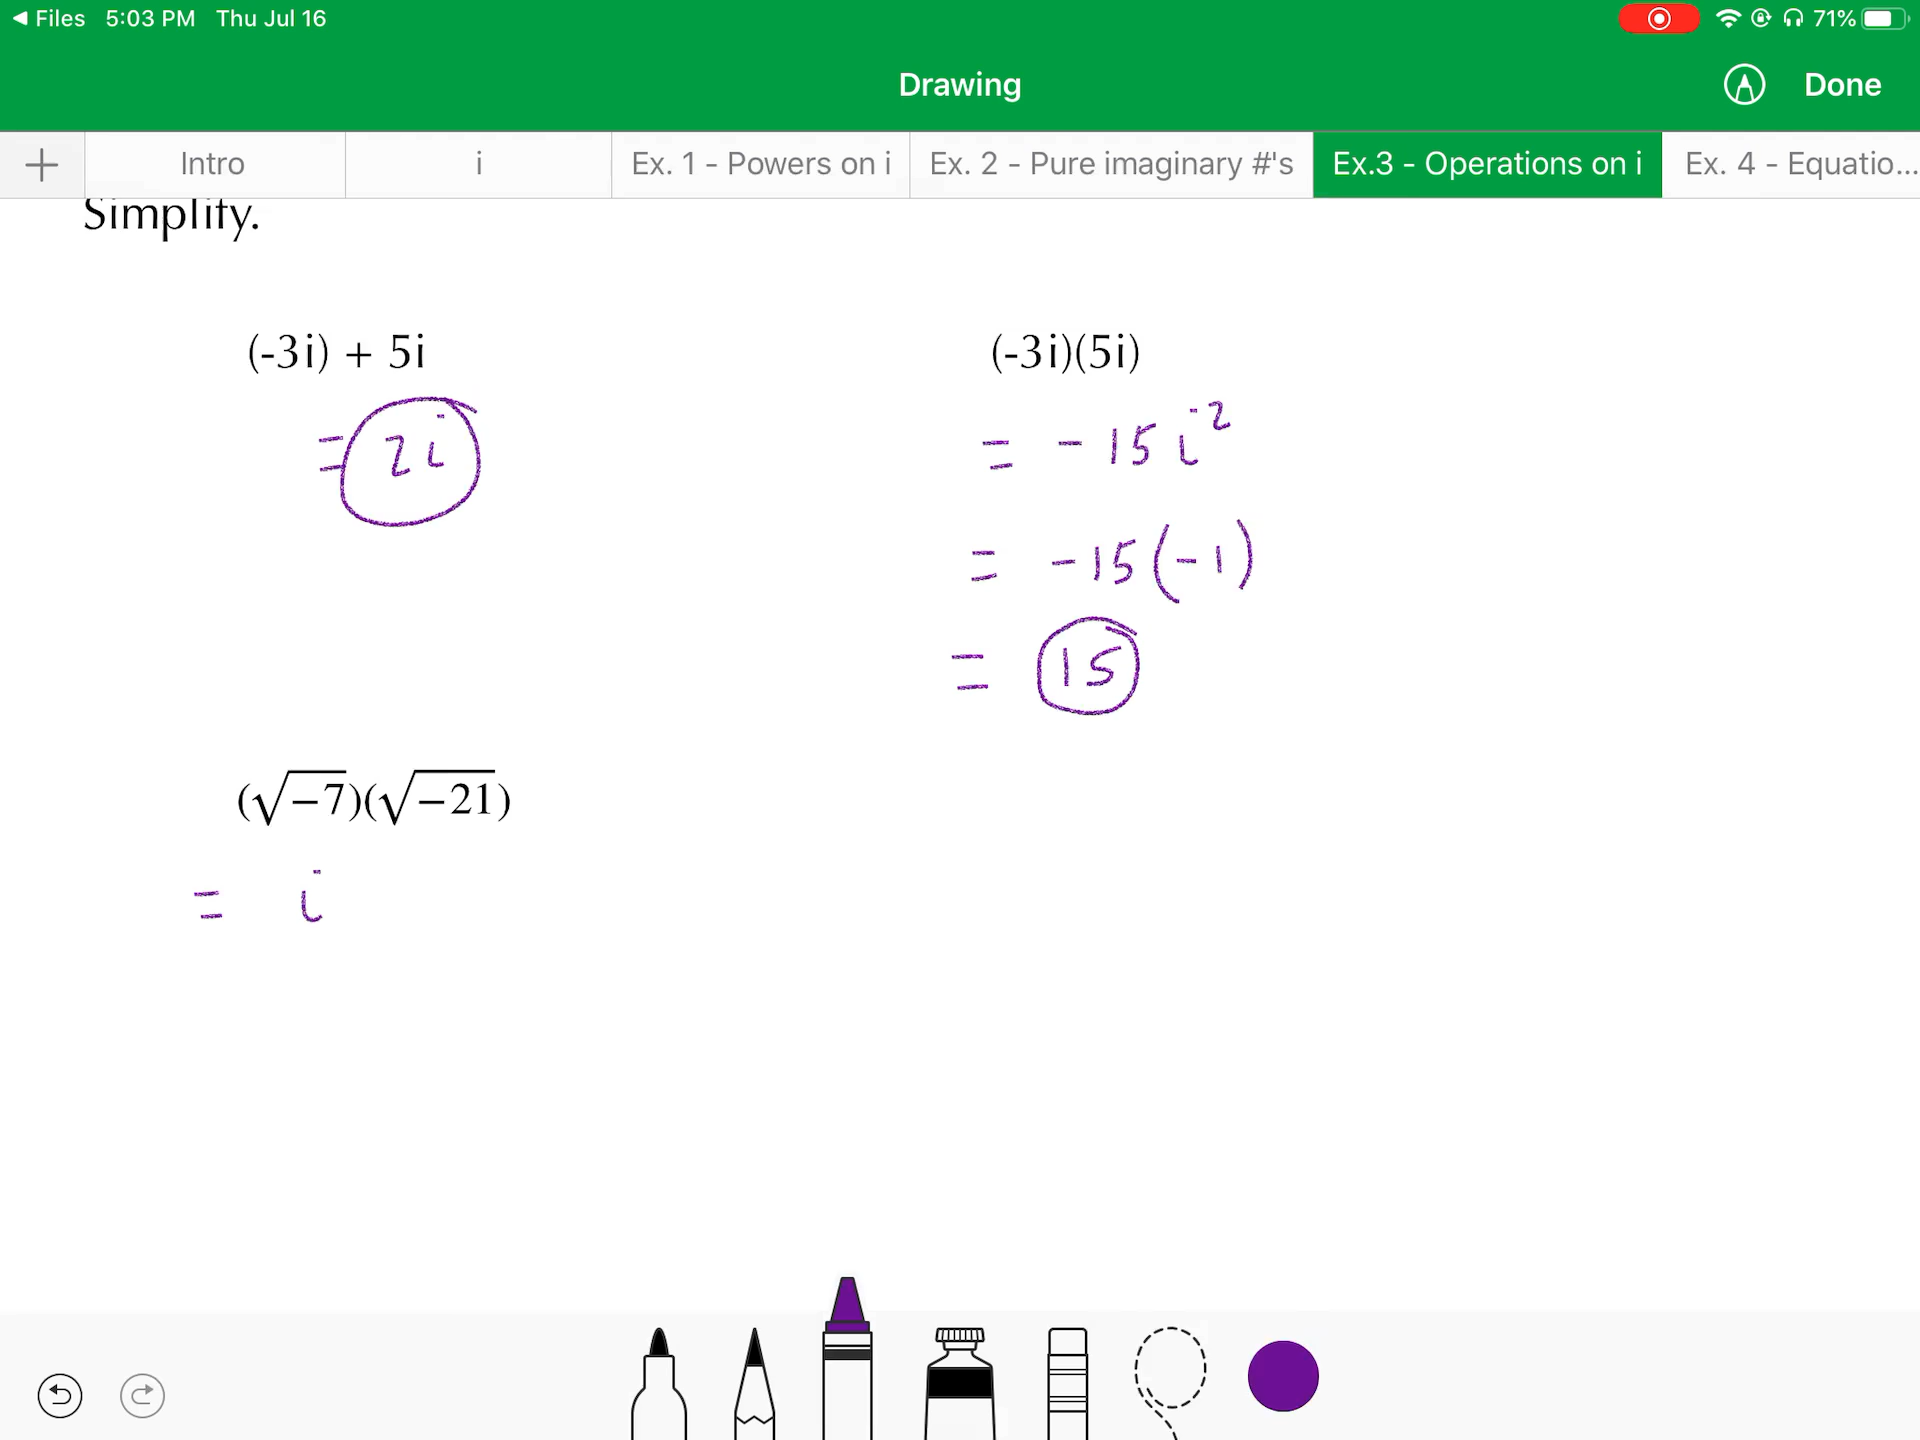 Files 5:03 PM Thu Jul 16 71%
Drawing Done
Intro i Ex. 1 - Powers on i Ex. 2 - Pure imaginary #'s Ex.3 - Operations on i Ex. 4 - Equatio...
Simplify.
(-3i) + 5i
= 2i
(-3i)(5i)
= -15i²
= -15(-1)
= 15
(√−7)(√−21)
= i